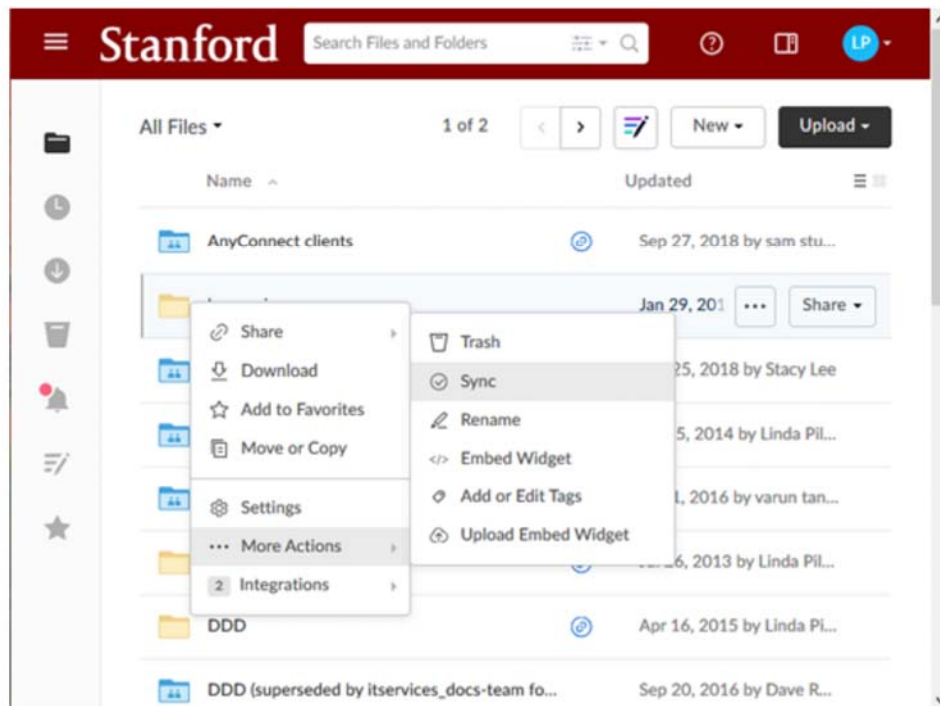 Stanford Search Files and Folders LP
All Files 1 of 2 New Upload
Name Updated
AnyConnect clients Sep 27, 2018 by sam stu...
Jan 29, 201 ... Share
Share
Trash
Download 25, 2018 by Stacy Lee
Sync
Add to Favorites
Rename
5, 2014 by Linda Pil...
Move or Copy
</> Embed Widget
Add or Edit Tags 1, 2016 by varun tan...
Settings
Upload Embed Widget
... More Actions
6, 2013 by Linda Pil...
2 Integrations
DDD Apr 16, 2015 by Linda Pi...
DDD (superseded by itservices_docs-team fo... Sep 20, 2016 by Dave R...